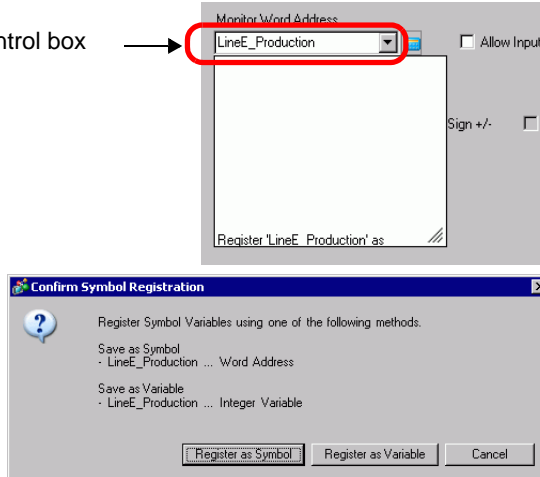 Monitor Word Address
ntrol box
LineE_Production
Allow Input
Sign +/-
Register 'LineE_Production' as
Confirm Symbol Registration
Register Symbol Variables using one of the following methods.
Save as Symbol
- LineE_Production ... Word Address
Save as Variable
- LineE_Production ... Integer Variable
Register as Symbol Register as Variable Cancel